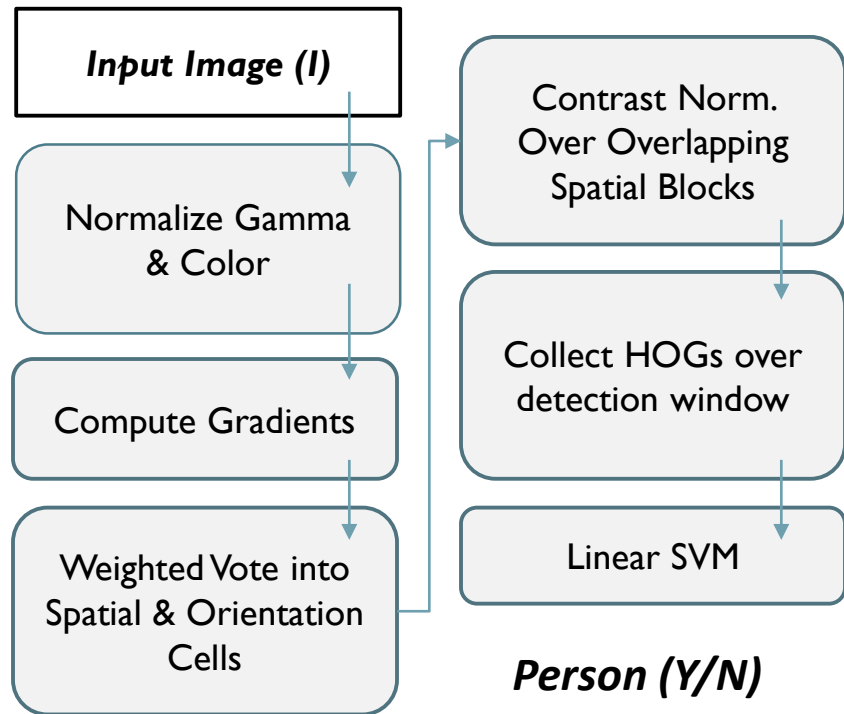 Input Image (I)
Normalize Gamma
& Color
Compute Gradients
Weighted Vote into
Spatial & Orientation
Cells
Contrast Norm.
Over Overlapping
Spatial Blocks
Collect HOGs over
detection window
Linear SVM
Person (Y/N)